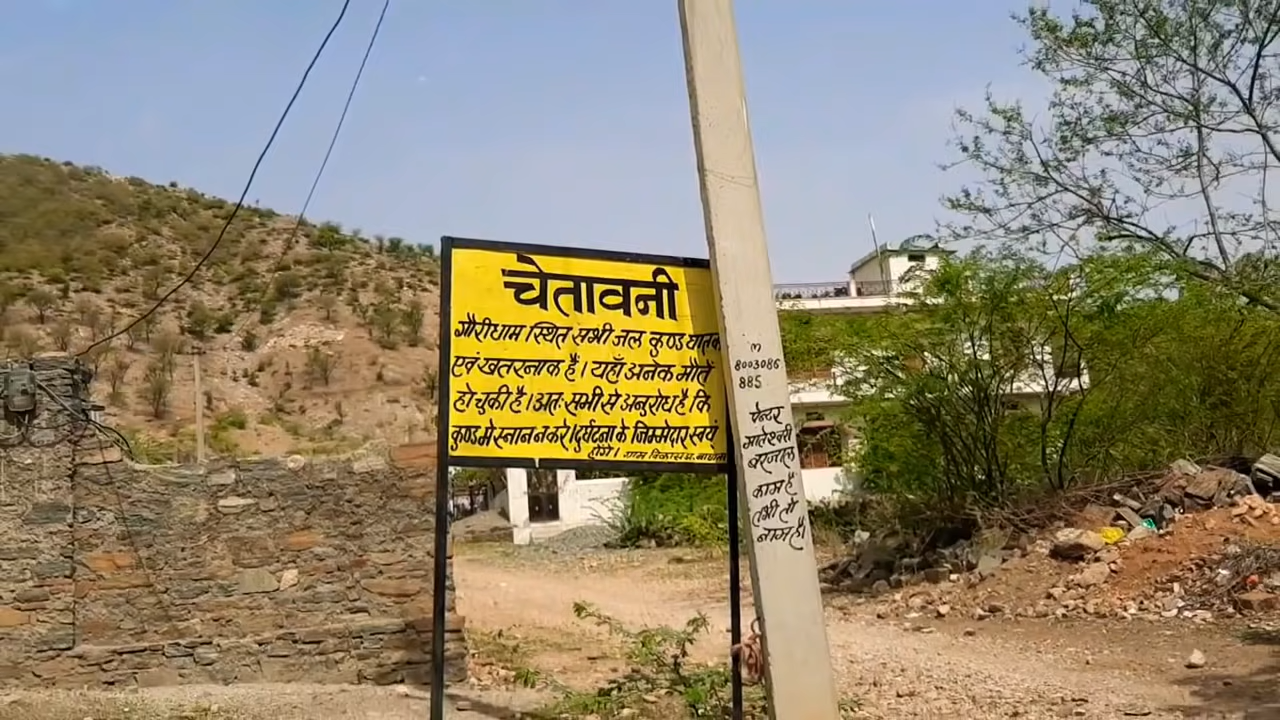 चेतावनी
गौरीधाम स्थित सभी जल कुण्ड घातक
एवं खतरनाक है। यहाँ अनेक मौतें
हो चुकी है। अतः सभी से अनुरोध है कि
कुण्ड मे स्नान न करे। दुर्घटना के जिम्मेदार स्वयं
होंगे। ग्राम विकास
m
8003086
885
पेन्टर
मातेश्वरी
बरजाल
काम है
तभी तो
नाम है।